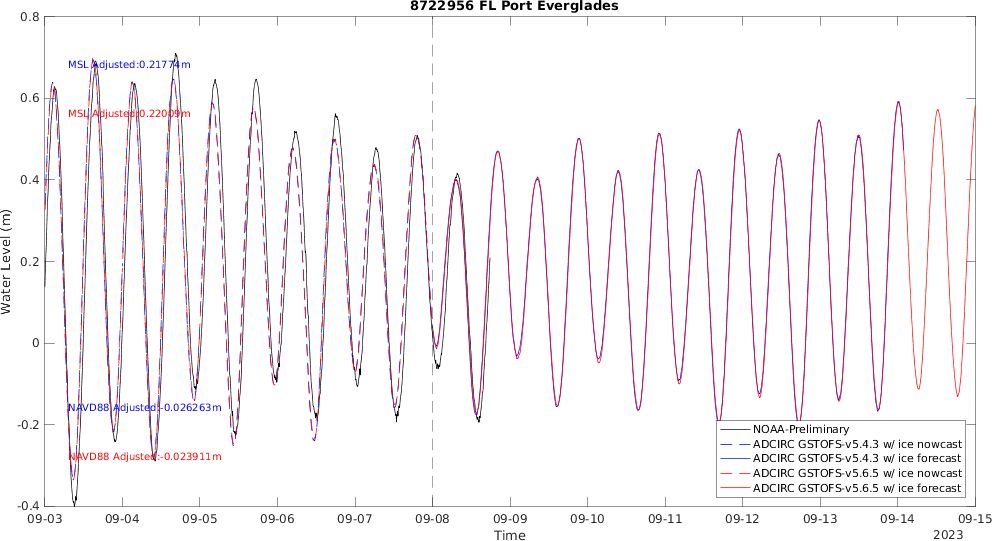 8722956 FL Port Everglades
0.8
0.6
0.4
0.2
0
-0.2
-0.4
Water Level (m)
MSL Adjusted:0.21774m
MSL Adjusted:0.22009m
NAVD88 Adjusted:-0.026263m
NAVD88 Adjusted:-0.023911m
NOAA-Preliminary
ADCIRC GSTOFS-v5.4.3 w/ ice nowcast
ADCIRC GSTOFS-v5.4.3 w/ ice forecast
ADCIRC GSTOFS-v5.6.5 w/ ice nowcast
ADCIRC GSTOFS-v5.6.5 w/ ice forecast
09-03 09-04 09-05 09-06 09-07 09-08 09-09 09-10 09-11 09-12 09-13 09-14 09-15
Time
2023